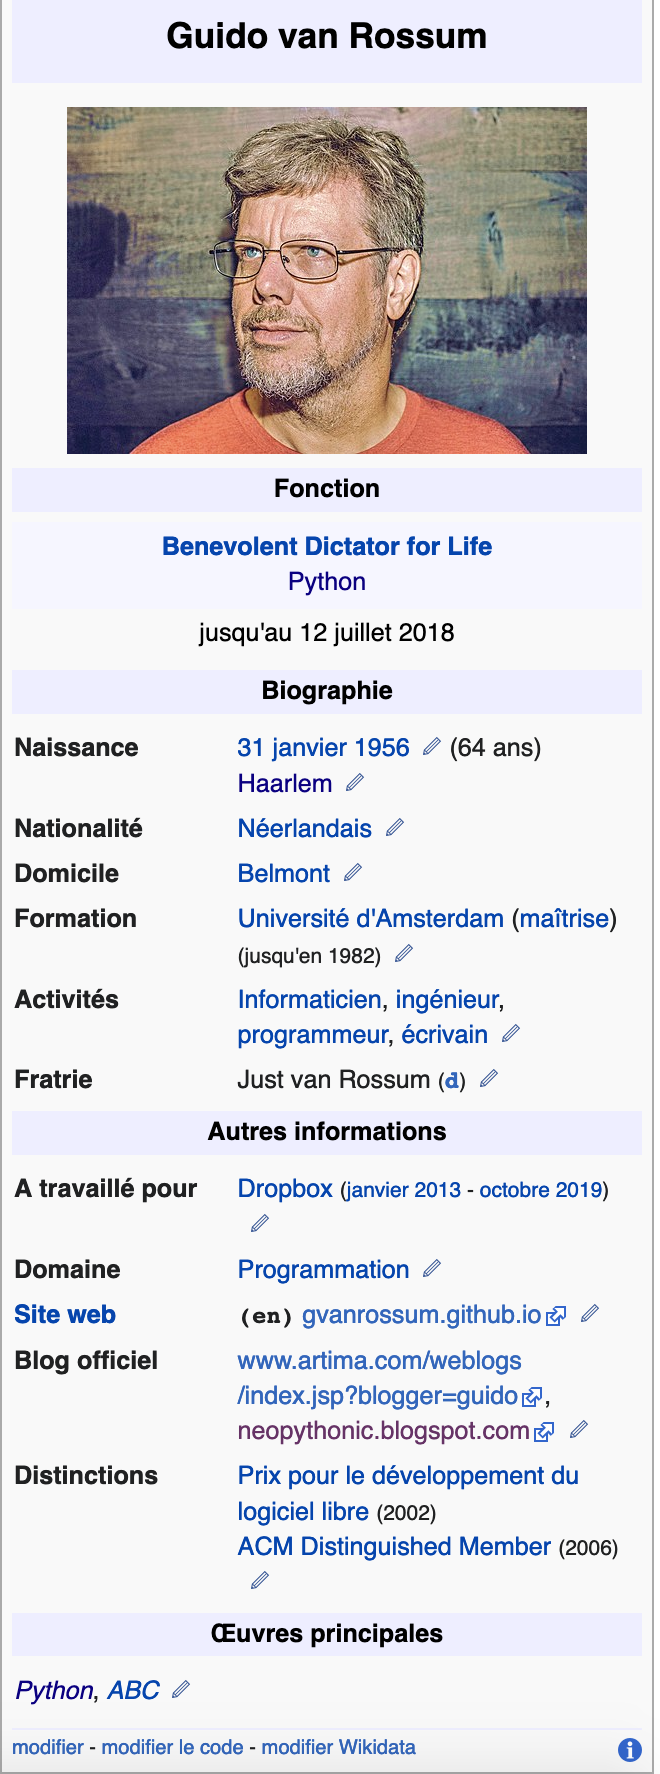 Guido van Rossum
Fonction
Benevolent Dictator for Life
Python
jusqu'au 12 juillet 2018
Biographie
Naissance 31 janvier 1956 (64 ans)
Haarlem
Nationalité Néerlandais
Domicile Belmont
Formation Université d'Amsterdam (maîtrise)
(jusqu'en 1982)
Activités Informaticien, ingénieur,
programmeur, écrivain
Fratrie Just van Rossum (d)
Autres informations
A travaillé pour Dropbox (janvier 2013 - octobre 2019)
Domaine Programmation
Site web (en) gvanrossum.github.io
Blog officiel www.artima.com/weblogs
/index.jsp?blogger=guido,
neopythonic.blogspot.com
Distinctions Prix pour le développement du
logiciel libre (2002)
ACM Distinguished Member (2006)
Œuvres principales
Python, ABC
modifier - modifier le code - modifier Wikidata